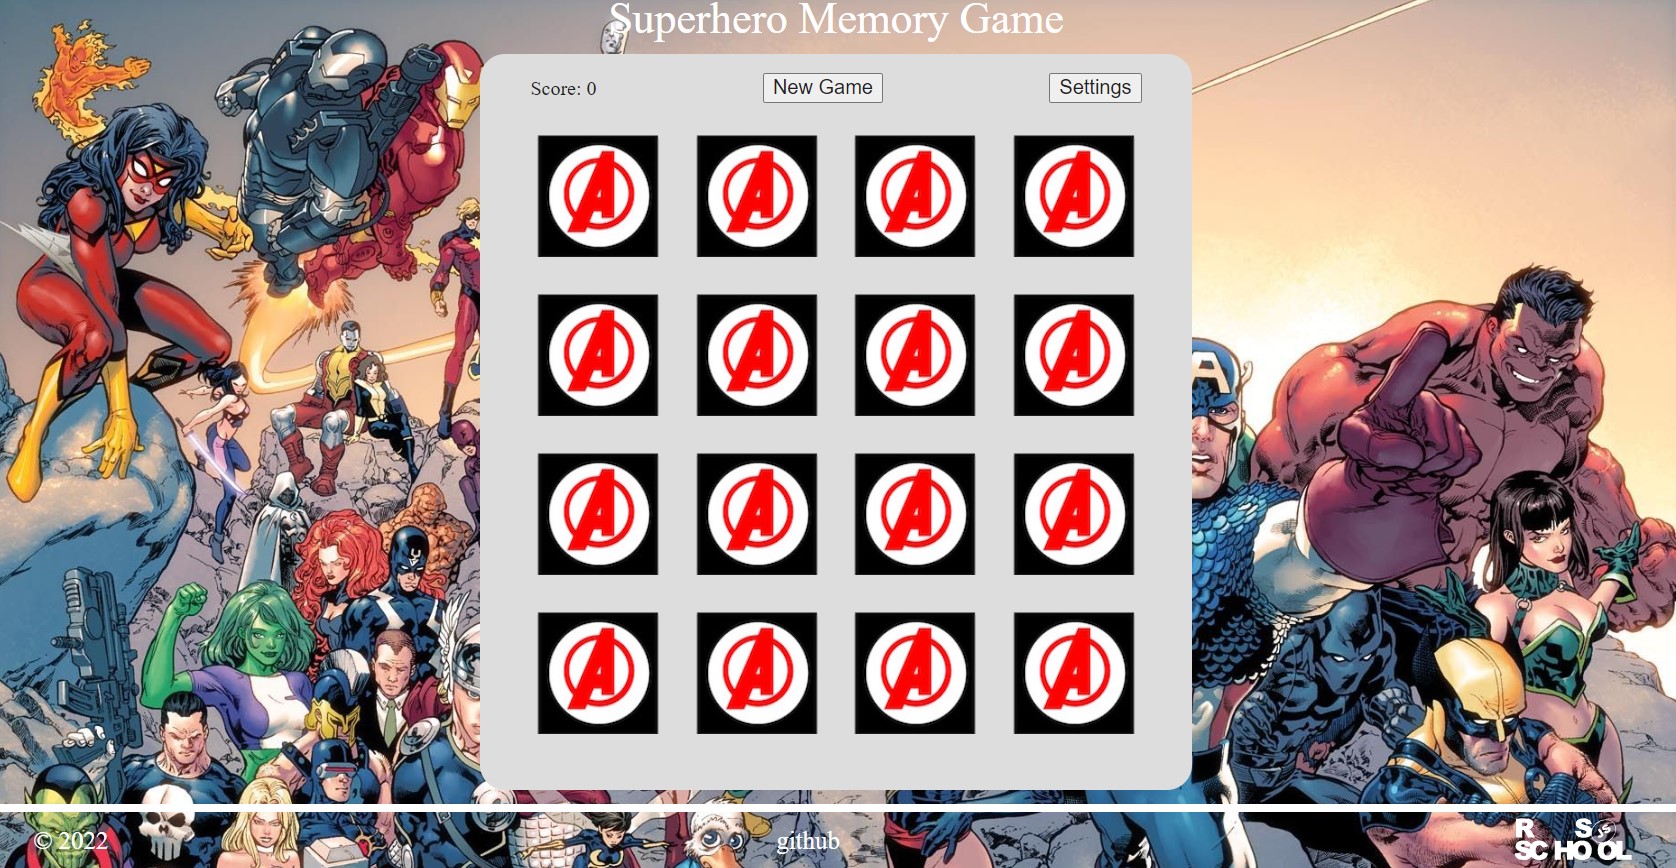 Superhero Memory Game
Score: 0
New Game
Settings
A A A A
A A A A
A A A A
A A A A
A
© 2022
github
RS
SCHOOL